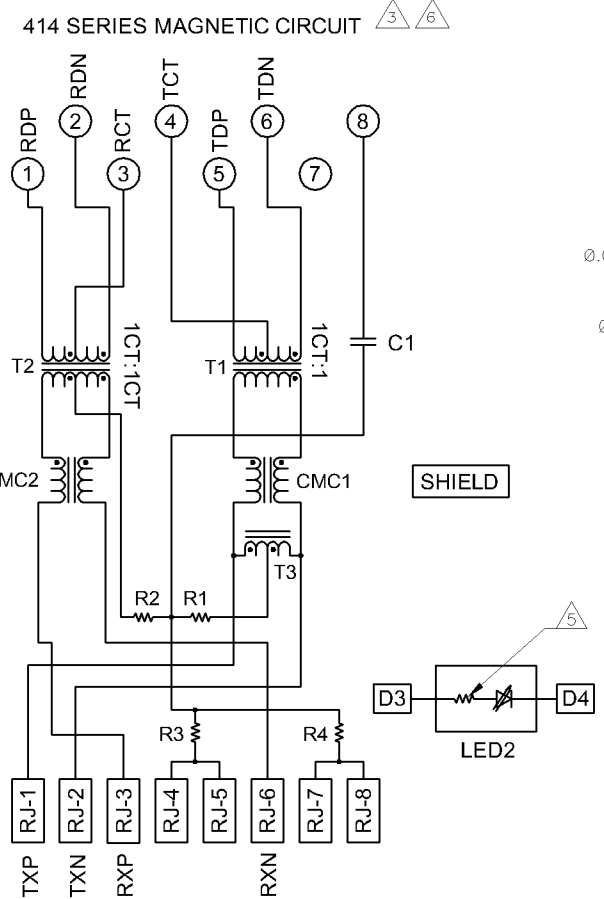 414 SERIES MAGNETIC CIRCUIT
3
6
RDP
RDN
RCT
TCT
TDP
TDN
1
2
3
4
5
6
7
8
Ø.0
Ø
T2
1CT:1CT
T1
1CT:1
C1
MC2
CMC1
SHIELD
T3
R2
R1
5
D3
D4
LED2
R3
R4
RJ-1
RJ-2
RJ-3
RJ-4
RJ-5
RJ-6
RJ-7
RJ-8
TXP
TXN
RXP
RXN